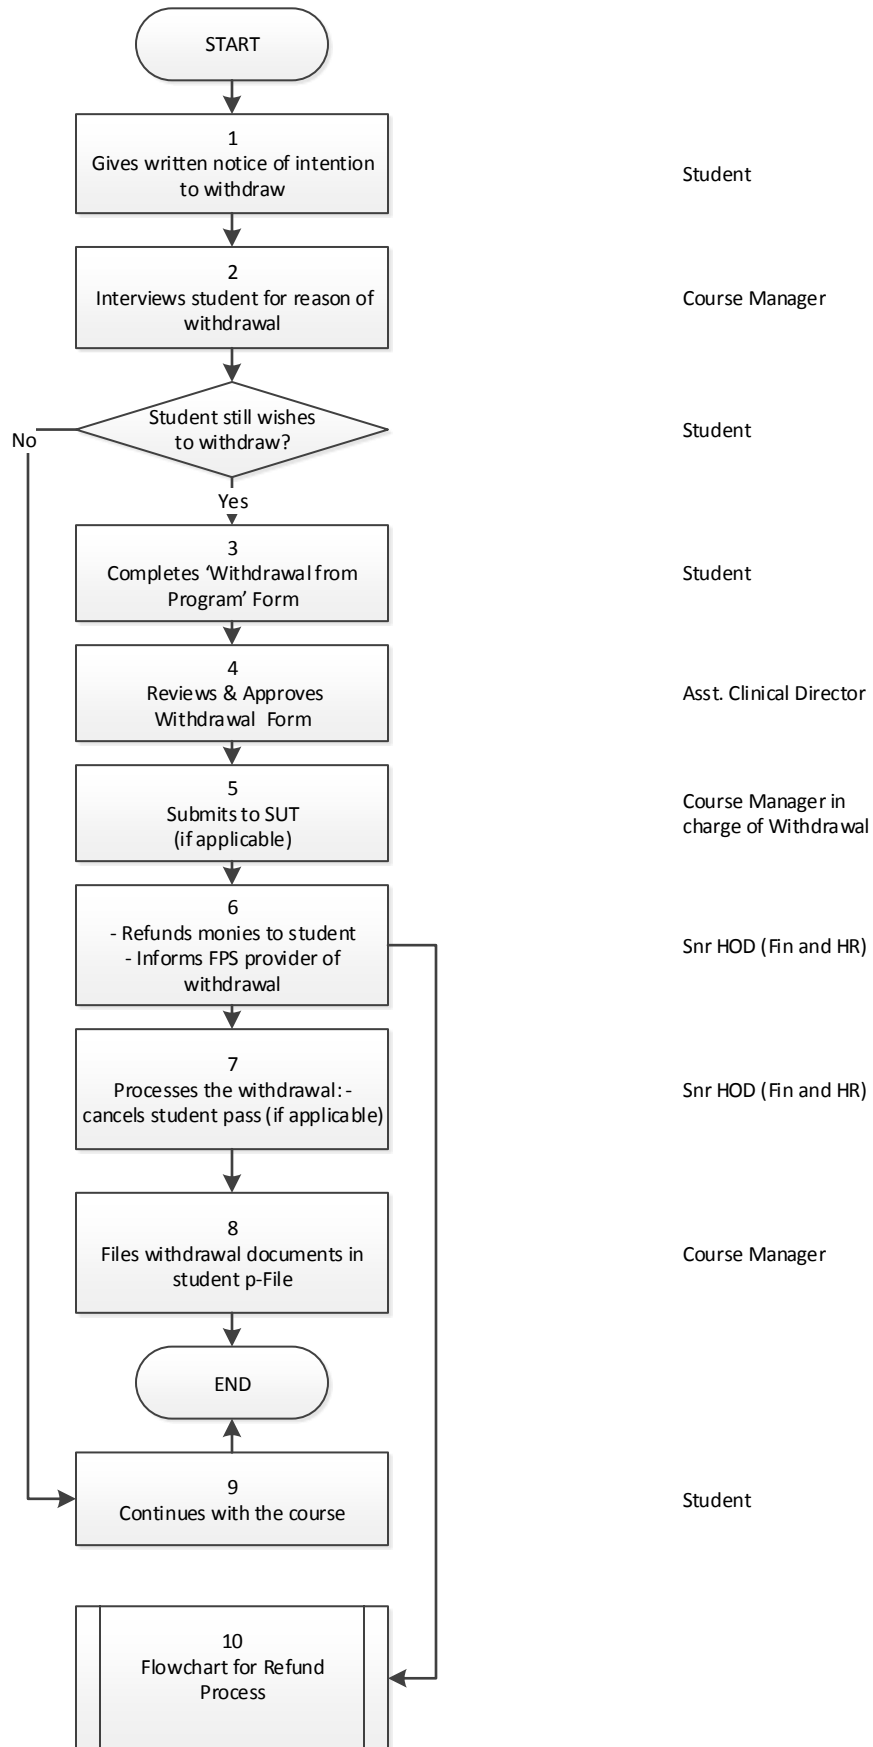 START
1
Gives written notice of intention
to withdraw
Student
2
Interviews student for reason of
withdrawal
Course Manager
Student still wishes
to withdraw?
Student
No
Yes
3
Completes ‘Withdrawal from
Program’ Form
Student
4
Reviews & Approves
Withdrawal Form
Asst. Clinical Director
5
Submits to SUT
(if applicable)
Course Manager in
charge of Withdrawal
6
- Refunds monies to student
- Informs FPS provider of
withdrawal
Snr HOD (Fin and HR)
7
Processes the withdrawal: -
cancels student pass (if applicable)
Snr HOD (Fin and HR)
8
Files withdrawal documents in
student p-File
Course Manager
END
9
Continues with the course
Student
10
Flowchart for Refund
Process